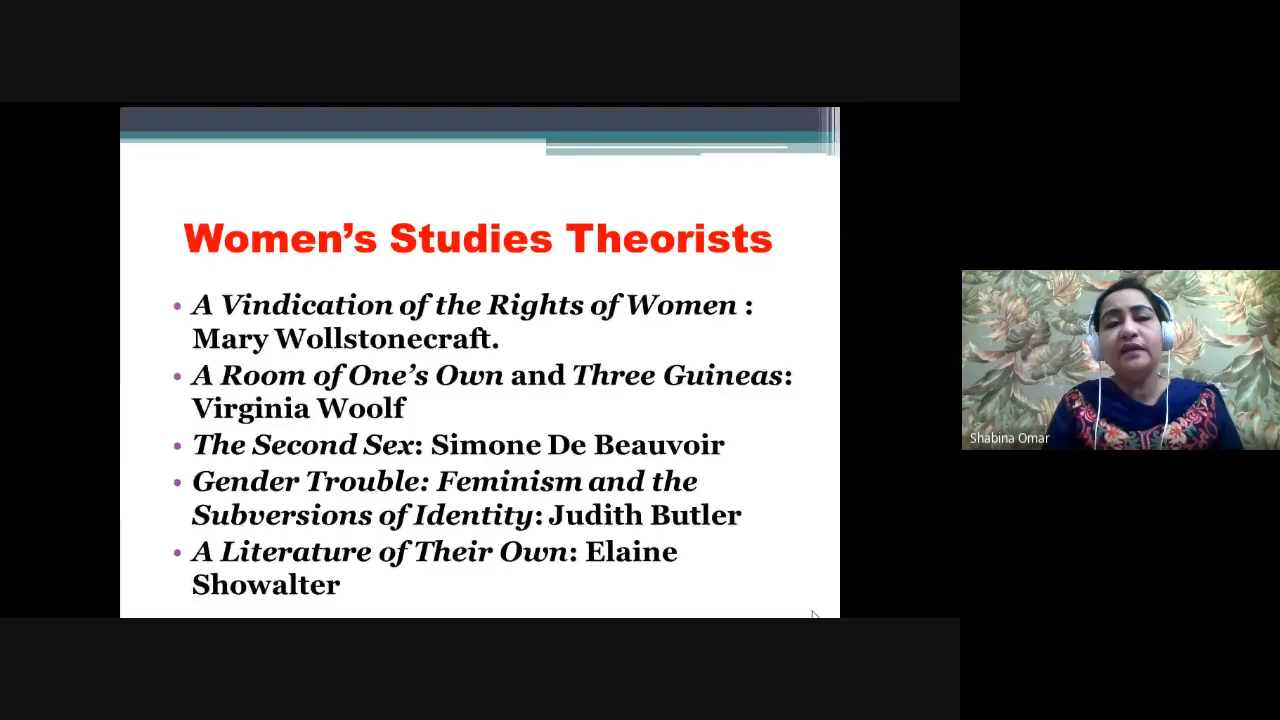 Women's Studies Theorists
• A Vindication of the Rights of Women :
Mary Wollstonecraft.
• A Room of One's Own and Three Guineas:
Virginia Woolf
• The Second Sex: Simone De Beauvoir
• Gender Trouble: Feminism and the
Subversions of Identity: Judith Butler
• A Literature of Their Own: Elaine
Showalter
Shabina Omar